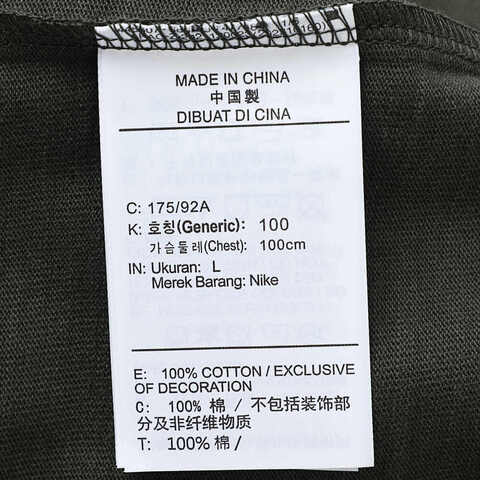 MADE IN CHINA
中国製
DIBUAT DI CINA
C: 175/92A
K: 호칭(Generic): 100
가슴둘레(Chest): 100cm
IN: Ukuran: L
Merek Barang: Nike
E: 100% COTTON / EXCLUSIVE
OF DECORATION
C: 100% 棉 / 不包括装饰部
分及非纤维物质
T: 100% 棉 /